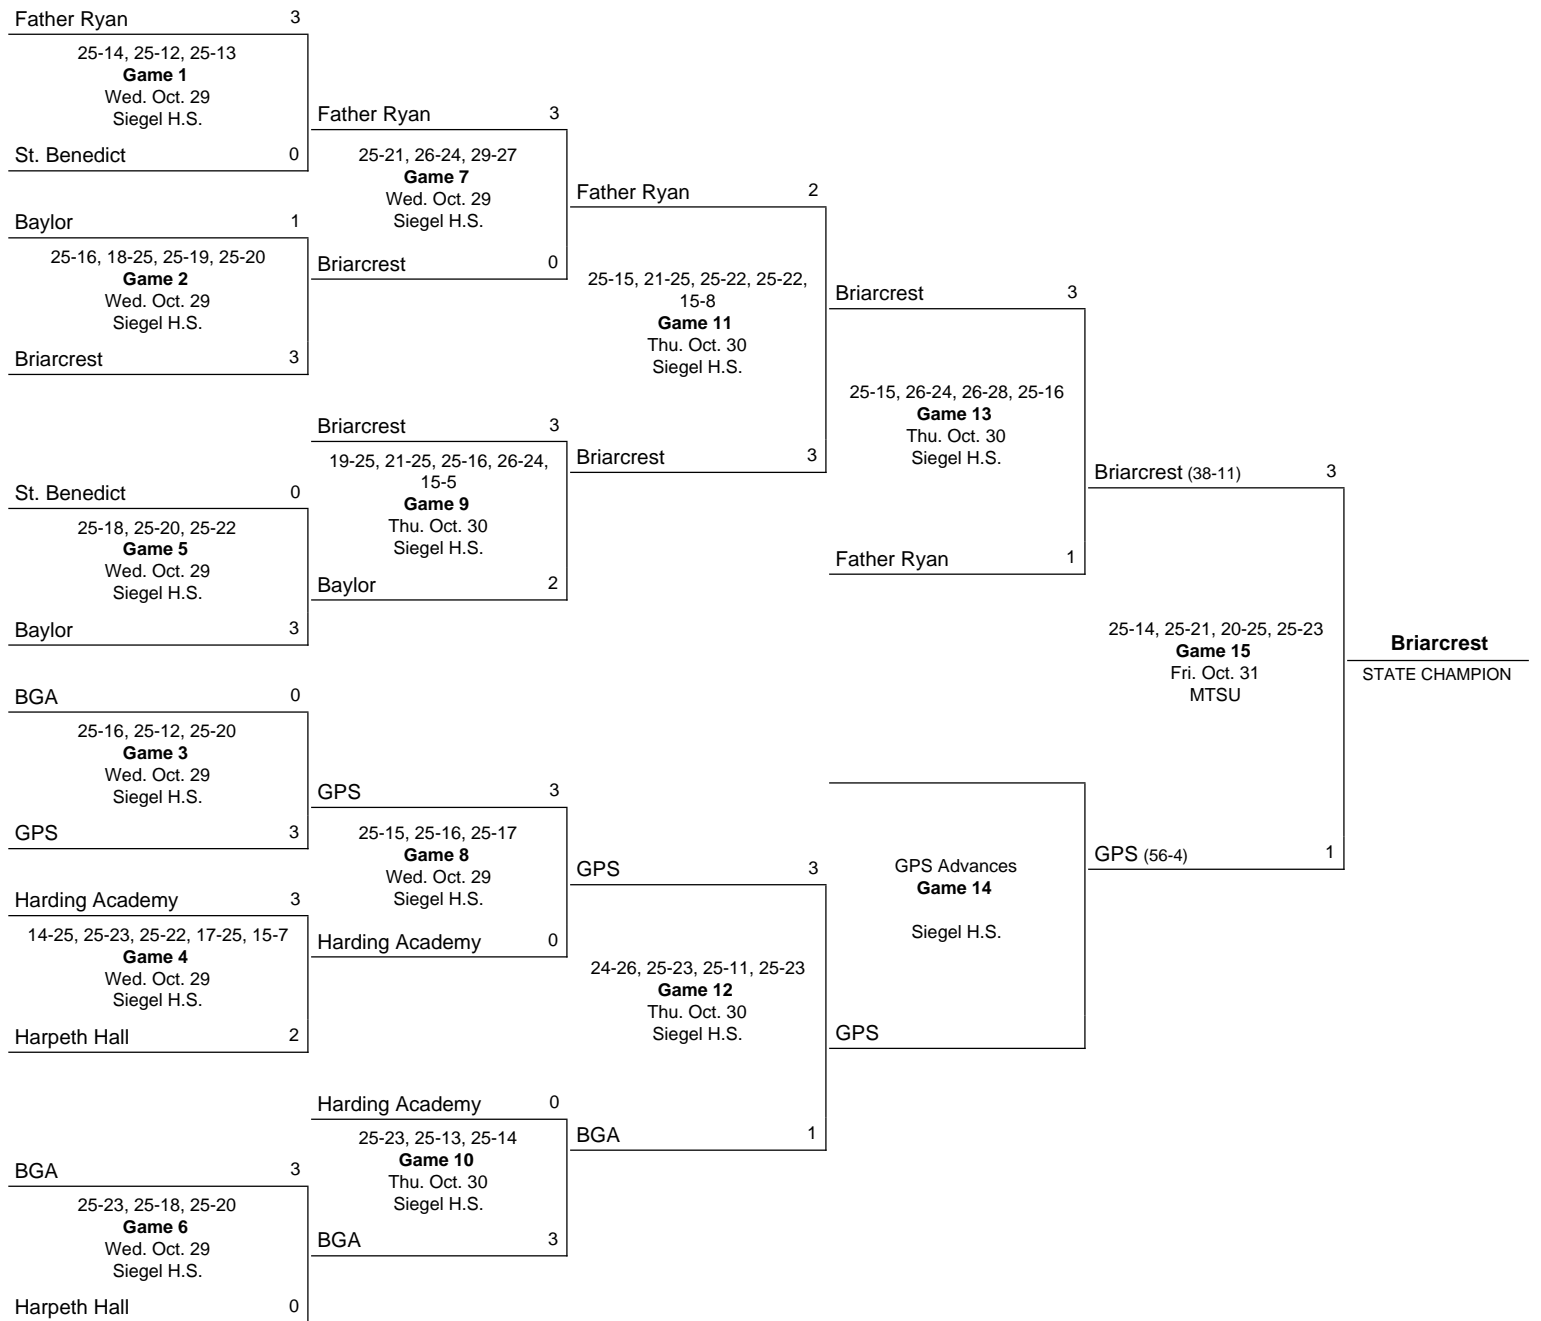 Father Ryan 3
25-14, 25-12, 25-13
Game 1
Wed. Oct. 29
Siegel H.S.
St. Benedict 0
Baylor 1
25-16, 18-25, 25-19, 25-20
Game 2
Wed. Oct. 29
Siegel H.S.
Briarcrest 3
St. Benedict 0
25-18, 25-20, 25-22
Game 5
Wed. Oct. 29
Siegel H.S.
Baylor 3
BGA 0
25-16, 25-12, 25-20
Game 3
Wed. Oct. 29
Siegel H.S.
GPS 3
Harding Academy 3
14-25, 25-23, 25-22, 17-25, 15-7
Game 4
Wed. Oct. 29
Siegel H.S.
Harpeth Hall 2
BGA 3
25-23, 25-18, 25-20
Game 6
Wed. Oct. 29
Siegel H.S.
Harpeth Hall 0
Father Ryan 3
25-21, 26-24, 29-27
Game 7
Wed. Oct. 29
Siegel H.S.
Briarcrest 0
Briarcrest 3
19-25, 21-25, 25-16, 26-24,
15-5
Game 9
Thu. Oct. 30
Siegel H.S.
Baylor 2
GPS 3
25-15, 25-16, 25-17
Game 8
Wed. Oct. 29
Siegel H.S.
Harding Academy 0
Harding Academy 0
25-23, 25-13, 25-14
Game 10
Thu. Oct. 30
Siegel H.S.
BGA 3
Father Ryan 2
25-15, 21-25, 25-22, 25-22,
15-8
Game 11
Thu. Oct. 30
Siegel H.S.
Briarcrest 3
GPS 3
24-26, 25-23, 25-11, 25-23
Game 12
Thu. Oct. 30
Siegel H.S.
BGA 1
Briarcrest 3
25-15, 26-24, 26-28, 25-16
Game 13
Thu. Oct. 30
Siegel H.S.
Father Ryan 1
GPS Advances
Game 14
Siegel H.S.
GPS
Briarcrest (38-11) 3
25-14, 25-21, 20-25, 25-23
Game 15
Fri. Oct. 31
MTSU
GPS (56-4) 1
Briarcrest
STATE CHAMPION